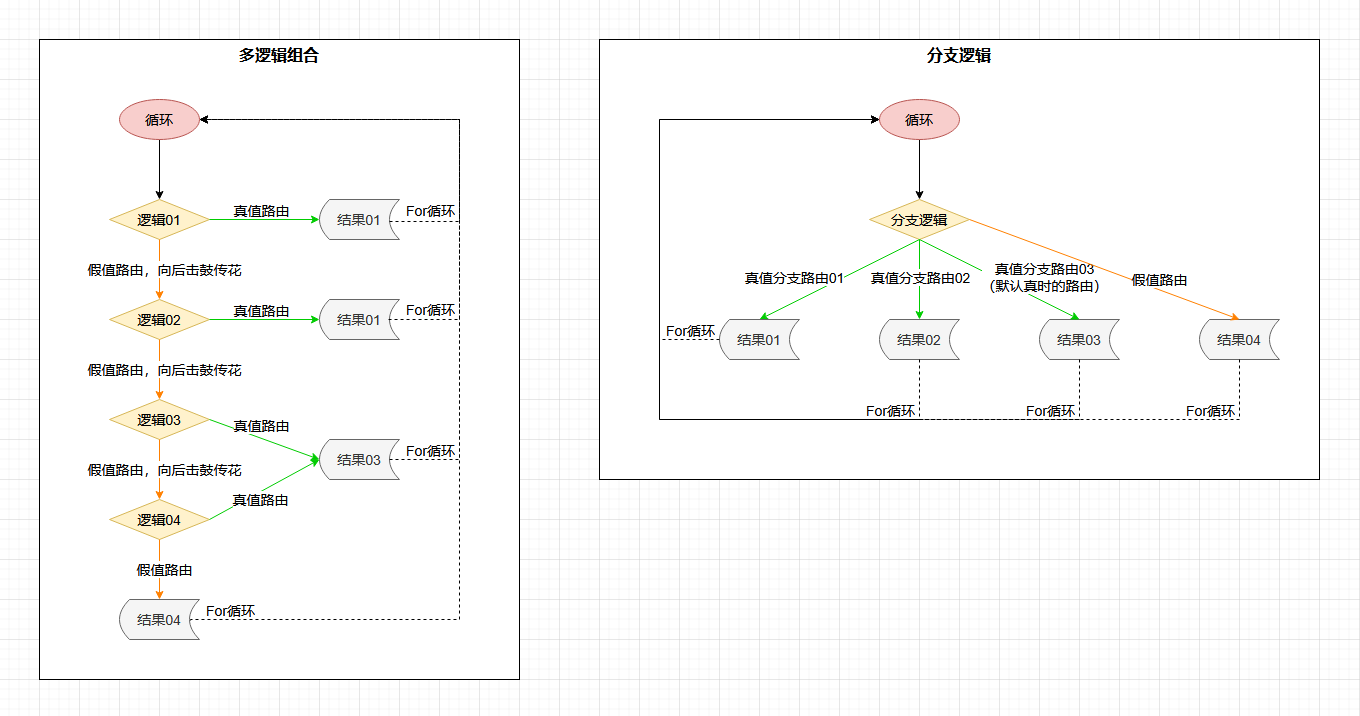 多逻辑组合
循环
逻辑01
真值路由
结果01
For循环
假值路由，向后击鼓传花
逻辑02
真值路由
结果01
For循环
假值路由，向后击鼓传花
逻辑03
真值路由
结果03
For循环
假值路由，向后击鼓传花
逻辑04
真值路由
假值路由
结果04
For循环
分支逻辑
循环
分支逻辑
真值分支路由01
真值分支路由02
真值分支路由03
（默认真时的路由）
假值路由
For循环
结果01
结果02
结果03
结果04
For循环
For循环
For循环